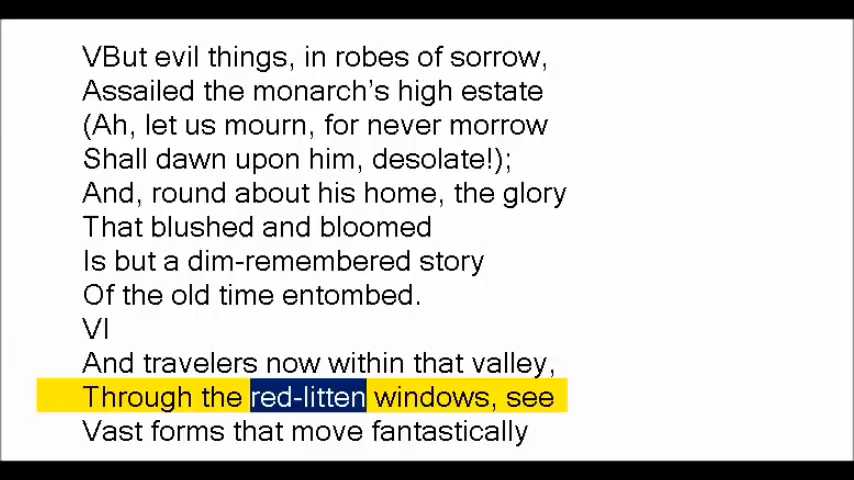 VBut evil things, in robes of sorrow,
Assailed the monarch’s high estate
(Ah, let us mourn, for never morrow
Shall dawn upon him, desolate!);
And, round about his home, the glory
That blushed and bloomed
Is but a dim-remembered story
Of the old time entombed.
VI
And travelers now within that valley,
Through the red-litten windows, see
Vast forms that move fantastically